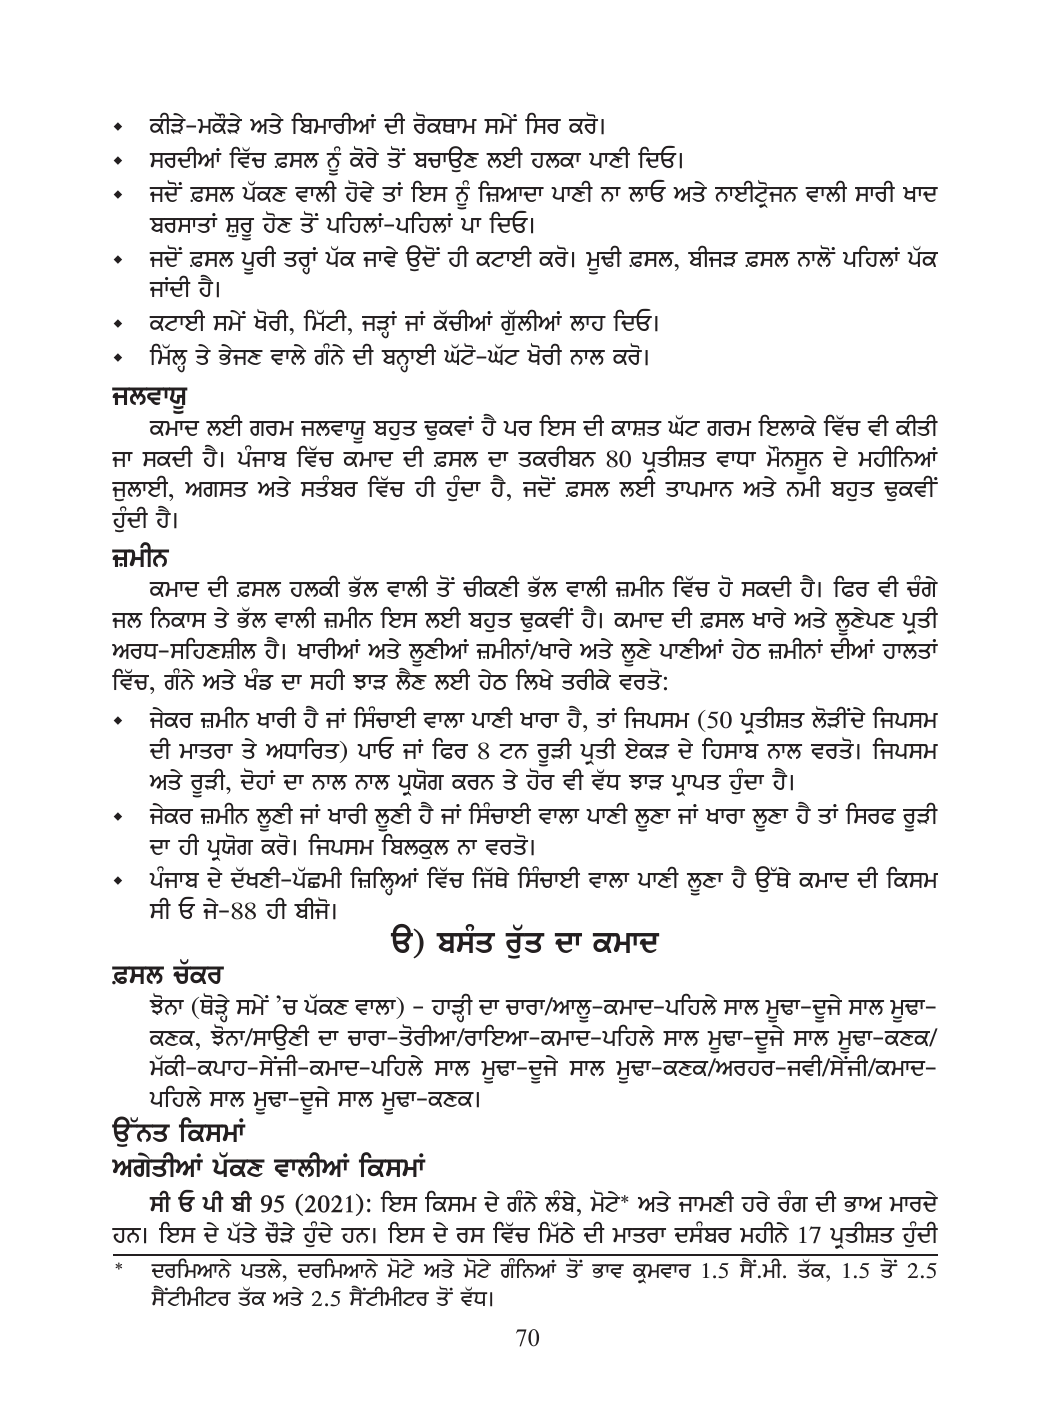 ◆ ਕੀੜੇ-ਮਕੌੜੇ ਅਤੇ ਬਿਮਾਰੀਆਂ ਦੀ ਰੋਕਥਾਮ ਸਮੇਂ ਸਿਰ ਕਰੋ।
◆ ਸਰਦੀਆਂ ਵਿੱਚ ਫ਼ਸਲ ਨੂੰ ਕੋਰੇ ਤੋਂ ਬਚਾਉਣ ਲਈ ਹਲਕਾ ਪਾਣੀ ਦਿਓ।
◆ ਜਦੋਂ ਫ਼ਸਲ ਪੱਕਣ ਵਾਲੀ ਹੋਵੇ ਤਾਂ ਇਸ ਨੂੰ ਜ਼ਿਆਦਾ ਪਾਣੀ ਨਾ ਲਾਓ ਅਤੇ ਨਾਈਟ੍ਰੋਜਨ ਵਾਲੀ ਸਾਰੀ ਖਾਦ
ਬਰਸਾਤਾਂ ਸ਼ੁਰੂ ਹੋਣ ਤੋਂ ਪਹਿਲਾਂ-ਪਹਿਲਾਂ ਪਾ ਦਿਓ।
◆ ਜਦੋਂ ਫ਼ਸਲ ਪੂਰੀ ਤਰ੍ਹਾਂ ਪੱਕ ਜਾਵੇ ਉਦੋਂ ਹੀ ਕਟਾਈ ਕਰੋ। ਮੂਢੀ ਫ਼ਸਲ, ਬੀਜੜ ਫ਼ਸਲ ਨਾਲੋਂ ਪਹਿਲਾਂ ਪੱਕ
ਜਾਂਦੀ ਹੈ।
◆ ਕਟਾਈ ਸਮੇਂ ਖੋਰੀ, ਮਿੱਟੀ, ਜੜ੍ਹਾਂ ਜਾਂ ਕੱਚੀਆਂ ਗੁੱਲੀਆਂ ਲਾਹ ਦਿਓ।
◆ ਮਿੱਲ੍ਹ ਤੇ ਭੇਜਣ ਵਾਲੇ ਗੰਨੇ ਦੀ ਬਨ੍ਹਾਈ ਘੱਟੋ-ਘੱਟ ਖੋਰੀ ਨਾਲ ਕਰੋ।
ਜਲਵਾਯੂ
ਕਮਾਦ ਲਈ ਗਰਮ ਜਲਵਾਯੂ ਬਹੁਤ ਢੁਕਵਾਂ ਹੈ ਪਰ ਇਸ ਦੀ ਕਾਸ਼ਤ ਘੱਟ ਗਰਮ ਇਲਾਕੇ ਵਿੱਚ ਵੀ ਕੀਤੀ
ਜਾ ਸਕਦੀ ਹੈ। ਪੰਜਾਬ ਵਿੱਚ ਕਮਾਦ ਦੀ ਫ਼ਸਲ ਦਾ ਤਕਰੀਬਨ 80 ਪ੍ਰਤੀਸ਼ਤ ਵਾਧਾ ਮੌਨਸੂਨ ਦੇ ਮਹੀਨਿਆਂ
ਜੁਲਾਈ, ਅਗਸਤ ਅਤੇ ਸਤੰਬਰ ਵਿੱਚ ਹੀ ਹੁੰਦਾ ਹੈ, ਜਦੋਂ ਫ਼ਸਲ ਲਈ ਤਾਪਮਾਨ ਅਤੇ ਨਮੀ ਬਹੁਤ ਢੁਕਵੀਂ
ਹੁੰਦੀ ਹੈ।
ਜ਼ਮੀਨ
ਕਮਾਦ ਦੀ ਫ਼ਸਲ ਹਲਕੀ ਭੱਲ ਵਾਲੀ ਤੋਂ ਚੀਕਣੀ ਭੱਲ ਵਾਲੀ ਜ਼ਮੀਨ ਵਿੱਚ ਹੋ ਸਕਦੀ ਹੈ। ਫਿਰ ਵੀ ਚੰਗੇ
ਜਲ ਨਿਕਾਸ ਤੇ ਭੱਲ ਵਾਲੀ ਜ਼ਮੀਨ ਇਸ ਲਈ ਬਹੁਤ ਢੁਕਵੀਂ ਹੈ। ਕਮਾਦ ਦੀ ਫ਼ਸਲ ਖਾਰੇ ਅਤੇ ਲੂਣੇਪਣ ਪ੍ਰਤੀ
ਅਰਧ-ਸਹਿਣਸ਼ੀਲ ਹੈ। ਖਾਰੀਆਂ ਅਤੇ ਲੂਣੀਆਂ ਜ਼ਮੀਨਾਂ/ਖਾਰੇ ਅਤੇ ਲੂਣੇ ਪਾਣੀਆਂ ਹੇਠ ਜ਼ਮੀਨਾਂ ਦੀਆਂ ਹਾਲਤਾਂ
ਵਿੱਚ, ਗੰਨੇ ਅਤੇ ਖੰਡ ਦਾ ਸਹੀ ਝਾੜ ਲੈਣ ਲਈ ਹੇਠ ਲਿਖੇ ਤਰੀਕੇ ਵਰਤੋ:
◆ ਜੇਕਰ ਜ਼ਮੀਨ ਖਾਰੀ ਹੈ ਜਾਂ ਸਿੰਚਾਈ ਵਾਲਾ ਪਾਣੀ ਖਾਰਾ ਹੈ, ਤਾਂ ਜਿਪਸਮ (50 ਪ੍ਰਤੀਸ਼ਤ ਲੋੜੀਂਦੇ ਜਿਪਸਮ
ਦੀ ਮਾਤਰਾ ਤੇ ਅਧਾਰਿਤ) ਪਾਓ ਜਾਂ ਫਿਰ 8 ਟਨ ਰੂੜੀ ਪ੍ਰਤੀ ਏਕੜ ਦੇ ਹਿਸਾਬ ਨਾਲ ਵਰਤੋ। ਜਿਪਸਮ
ਅਤੇ ਰੂੜੀ, ਦੋਹਾਂ ਦਾ ਨਾਲ ਨਾਲ ਪ੍ਰਯੋਗ ਕਰਨ ਤੇ ਹੋਰ ਵੀ ਵੱਧ ਝਾੜ ਪ੍ਰਾਪਤ ਹੁੰਦਾ ਹੈ।
◆ ਜੇਕਰ ਜ਼ਮੀਨ ਲੂਣੀ ਜਾਂ ਖਾਰੀ ਲੂਣੀ ਹੈ ਜਾਂ ਸਿੰਚਾਈ ਵਾਲਾ ਪਾਣੀ ਲੂਣਾ ਜਾਂ ਖਾਰਾ ਲੂਣਾ ਹੈ ਤਾਂ ਸਿਰਫ ਰੂੜੀ
ਦਾ ਹੀ ਪ੍ਰਯੋਗ ਕਰੋ। ਜਿਪਸਮ ਬਿਲਕੁਲ ਨਾ ਵਰਤੋ।
◆ ਪੰਜਾਬ ਦੇ ਦੱਖਣੀ-ਪੱਛਮੀ ਜ਼ਿਲ੍ਹਿਆਂ ਵਿੱਚ ਜਿੱਥੇ ਸਿੰਚਾਈ ਵਾਲਾ ਪਾਣੀ ਲੂਣਾ ਹੈ ਉੱਥੇ ਕਮਾਦ ਦੀ ਕਿਸਮ
ਸੀ ਓ ਜੇ-88 ਹੀ ਬੀਜੋ।
ੳ) ਬਸੰਤ ਰੁੱਤ ਦਾ ਕਮਾਦ
ਫ਼ਸਲ ਚੱਕਰ
ਝੋਨਾ (ਥੋੜ੍ਹੇ ਸਮੇਂ ’ਚ ਪੱਕਣ ਵਾਲਾ) - ਹਾੜ੍ਹੀ ਦਾ ਚਾਰਾ/ਆਲੂ-ਕਮਾਦ-ਪਹਿਲੇ ਸਾਲ ਮੂਢਾ-ਦੂਜੇ ਸਾਲ ਮੂਢਾ-
ਕਣਕ, ਝੋਨਾ/ਸਾਉਣੀ ਦਾ ਚਾਰਾ-ਤੋਰੀਆ/ਰਾਇਆ-ਕਮਾਦ-ਪਹਿਲੇ ਸਾਲ ਮੂਢਾ-ਦੂਜੇ ਸਾਲ ਮੂਢਾ-ਕਣਕ/
ਮੱਕੀ-ਕਪਾਹ-ਸੇਂਜੀ-ਕਮਾਦ-ਪਹਿਲੇ ਸਾਲ ਮੂਢਾ-ਦੂਜੇ ਸਾਲ ਮੂਢਾ-ਕਣਕ/ਅਰਹਰ-ਜਵੀ/ਸੇਂਜੀ/ਕਮਾਦ-
ਪਹਿਲੇ ਸਾਲ ਮੂਢਾ-ਦੂਜੇ ਸਾਲ ਮੂਢਾ-ਕਣਕ।
ਉੱਨਤ ਕਿਸਮਾਂ
ਅਗੇਤੀਆਂ ਪੱਕਣ ਵਾਲੀਆਂ ਕਿਸਮਾਂ
ਸੀ ਓ ਪੀ ਬੀ 95 (2021): ਇਸ ਕਿਸਮ ਦੇ ਗੰਨੇ ਲੰਬੇ, ਮੋਟੇ* ਅਤੇ ਜਾਮਣੀ ਹਰੇ ਰੰਗ ਦੀ ਭਾਅ ਮਾਰਦੇ
ਹਨ। ਇਸ ਦੇ ਪੱਤੇ ਚੌੜੇ ਹੁੰਦੇ ਹਨ। ਇਸ ਦੇ ਰਸ ਵਿੱਚ ਮਿੱਠੇ ਦੀ ਮਾਤਰਾ ਦਸੰਬਰ ਮਹੀਨੇ 17 ਪ੍ਰਤੀਸ਼ਤ ਹੁੰਦੀ
* ਦਰਮਿਆਨੇ ਪਤਲੇ, ਦਰਮਿਆਨੇ ਮੋਟੇ ਅਤੇ ਮੋਟੇ ਗੰਨਿਆਂ ਤੋਂ ਭਾਵ ਕ੍ਰਮਵਾਰ 1.5 ਸੈਂ.ਮੀ. ਤੱਕ, 1.5 ਤੋਂ 2.5
ਸੈਂਟੀਮੀਟਰ ਤੱਕ ਅਤੇ 2.5 ਸੈਂਟੀਮੀਟਰ ਤੋਂ ਵੱਧ।
70